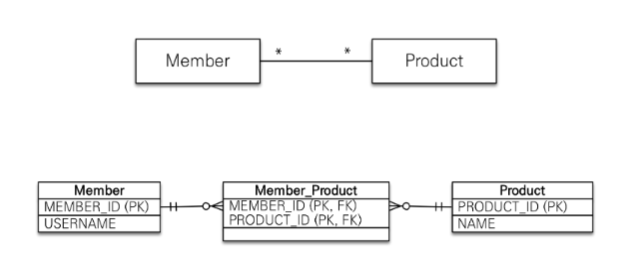 Member * * Product
Member
MEMBER_ID (PK)
USERNAME
Member_Product
MEMBER_ID (PK, FK)
PRODUCT_ID (PK, FK)
Product
PRODUCT_ID (PK)
NAME